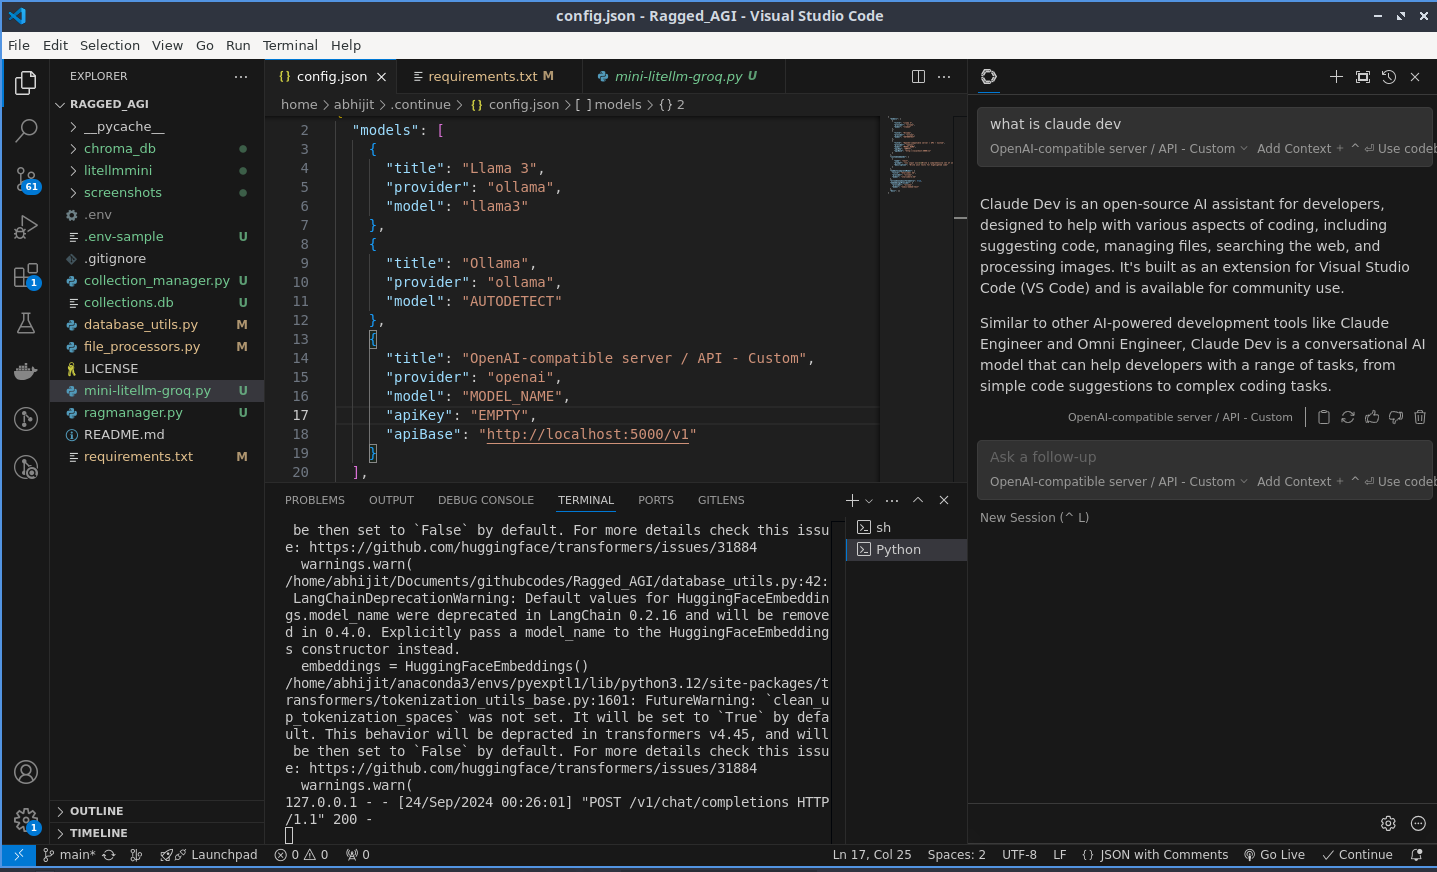 config.json - Ragged_AGI - Visual Studio Code
File Edit Selection View Go Run Terminal Help
EXPLORER
RAGGED_AGI
__pycache__
chroma_db
litellmmini
screenshots
.env
.env-sample U
.gitignore
collection_manager.py U
collections.db U
database_utils.py M
file_processors.py M
LICENSE
mini-litellm-groq.py U
ragmanager.py U
README.md
requirements.txt M
OUTLINE
TIMELINE
61
1
1
config.json
requirements.txt M
mini-litellm-groq.py U
home > abhijit > .continue > {} config.json > [ ] models > {} 2
2 "models": [
3 {
4 "title": "Llama 3",
5 "provider": "ollama",
6 "model": "llama3"
7 },
8 {
9 "title": "Ollama",
10 "provider": "ollama",
11 "model": "AUTODETECT"
12 },
13 {
14 "title": "OpenAI-compatible server / API - Custom",
15 "provider": "openai",
16 "model": "MODEL_NAME",
17 "apiKey": "EMPTY",
18 "apiBase": "http://localhost:5000/v1"
19 }
20 ],
PROBLEMS OUTPUT DEBUG CONSOLE TERMINAL PORTS GITLENS
be then set to `False` by default. For more details check this issu
e: https://github.com/huggingface/transformers/issues/31884
warnings.warn(
/home/abhijit/Documents/githubcodes/Ragged_AGI/database_utils.py:42:
LangChainDeprecationWarning: Default values for HuggingFaceEmbeddin
gs.model_name were deprecated in LangChain 0.2.16 and will be remove
d in 0.4.0. Explicitly pass a model_name to the HuggingFaceEmbedding
s constructor instead.
embeddings = HuggingFaceEmbeddings()
/home/abhijit/anaconda3/envs/pyexptl1/lib/python3.12/site-packages/t
ransformers/tokenization_utils_base.py:1601: FutureWarning: `clean_u
p_tokenization_spaces` was not set. It will be set to `True` by defa
ult. This behavior will be depracted in transformers v4.45, and will
be then set to `False` by default. For more details check this issu
e: https://github.com/huggingface/transformers/issues/31884
warnings.warn(
127.0.0.1 - - [24/Sep/2024 00:26:01] "POST /v1/chat/completions HTTP
/1.1" 200 -
sh
Python
what is claude dev
OpenAI-compatible server / API - Custom Add Context + ^ ⏎ Use codeb
Claude Dev is an open-source AI assistant for developers,
designed to help with various aspects of coding, including
suggesting code, managing files, searching the web, and
processing images. It's built as an extension for Visual Studio
Code (VS Code) and is available for community use.
Similar to other AI-powered development tools like Claude
Engineer and Omni Engineer, Claude Dev is a conversational AI
model that can help developers with a range of tasks, from
simple code suggestions to complex coding tasks.
OpenAI-compatible server / API - Custom
Ask a follow-up
OpenAI-compatible server / API - Custom Add Context + ^ ⏎ Use codeb
New Session (^ L)
main* Launchpad 0 0 0 Ln 17, Col 25 Spaces: 2 UTF-8 LF {} JSON with Comments Go Live Continue